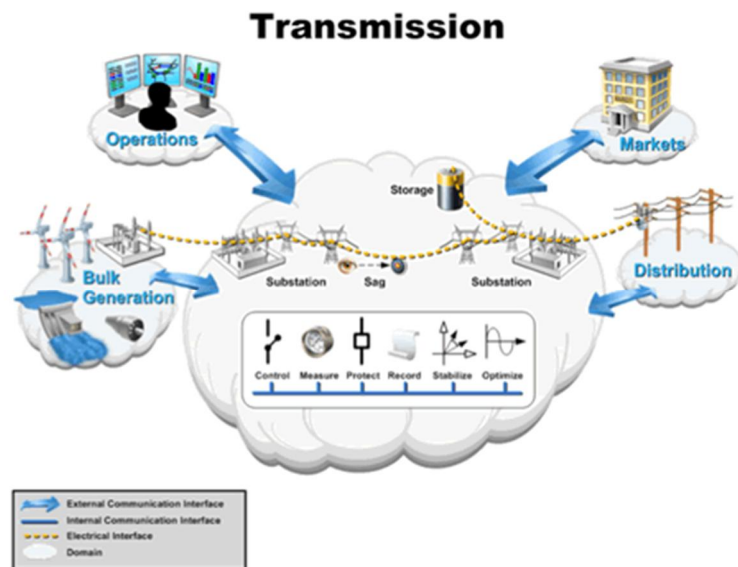 Transmission
Operations
Markets
Storage
Bulk
Generation
Substation
Sag
Substation
Distribution
Control
Measure
Protect
Record
Stabilize
Optimize
External Communication Interface
Internal Communication Interface
Electrical Interface
Domain